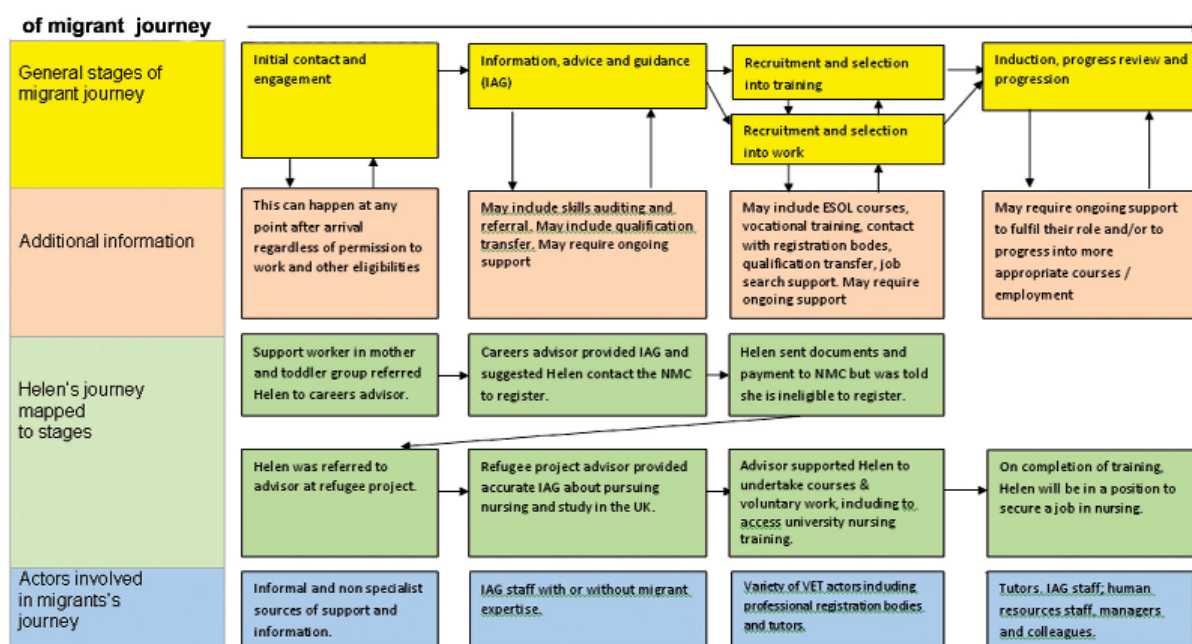 of migrant journey
General stages of
migrant journey
Initial contact and
engagement
Information, advice and guidance
(IAG)
Recruitment and selection
into training
Recruitment and selection
into work
Induction, progress review and
progression
Additional information
This can happen at any
point after arrival
regardless of permission to
work and other eligibilities
May include skills auditing and
referral. May include qualification
transfer. May require ongoing
support
May include ESOL courses,
vocational training, contact
with registration bodes,
qualification transfer, job
search support. May require
ongoing support
May require ongoing support
to fulfil their role and/or to
progress into more
appropriate courses /
employment
Helen's journey
mapped
to stages
Support worker in mother
and toddler group referred
Helen to careers advisor.
Careers advisor provided IAG and
suggested Helen contact the NMC
to register.
Helen sent documents and
payment to NMC but was told
she is ineligible to register.
Helen was referred to
advisor at refugee project.
Refugee project advisor provided
accurate IAG about pursuing
nursing and study in the UK.
Advisor supported Helen to
undertake courses &
voluntary work, including to
access university nursing
training.
On completion of training,
Helen will be in a position to
secure a job in nursing.
Actors involved
in migrants's
journey
Informal and non specialist
sources of support and
information.
IAG staff with or without migrant
expertise.
Variety of VET actors including
professional registration bodies
and tutors.
Tutors. IAG staff; human
resources staff, managers
and colleagues.